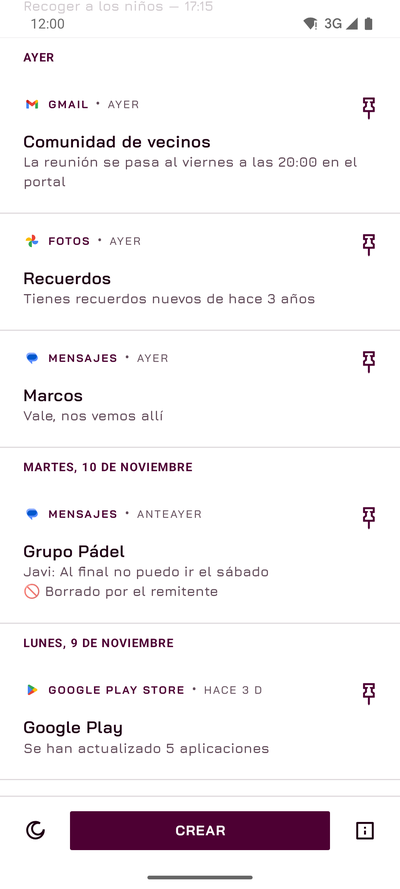 Recoger a los niños — 17:15
12:00
3G
AYER
GMAIL • AYER
Comunidad de vecinos
La reunión se pasa al viernes a las 20:00 en el
portal
FOTOS • AYER
Recuerdos
Tienes recuerdos nuevos de hace 3 años
MENSAJES • AYER
Marcos
Vale, nos vemos allí
MARTES, 10 DE NOVIEMBRE
MENSAJES • ANTEAYER
Grupo Pádel
Javi: Al final no puedo ir el sábado
🚫 Borrado por el remitente
LUNES, 9 DE NOVIEMBRE
GOOGLE PLAY STORE • HACE 3 D
Google Play
Se han actualizado 5 aplicaciones
CREAR